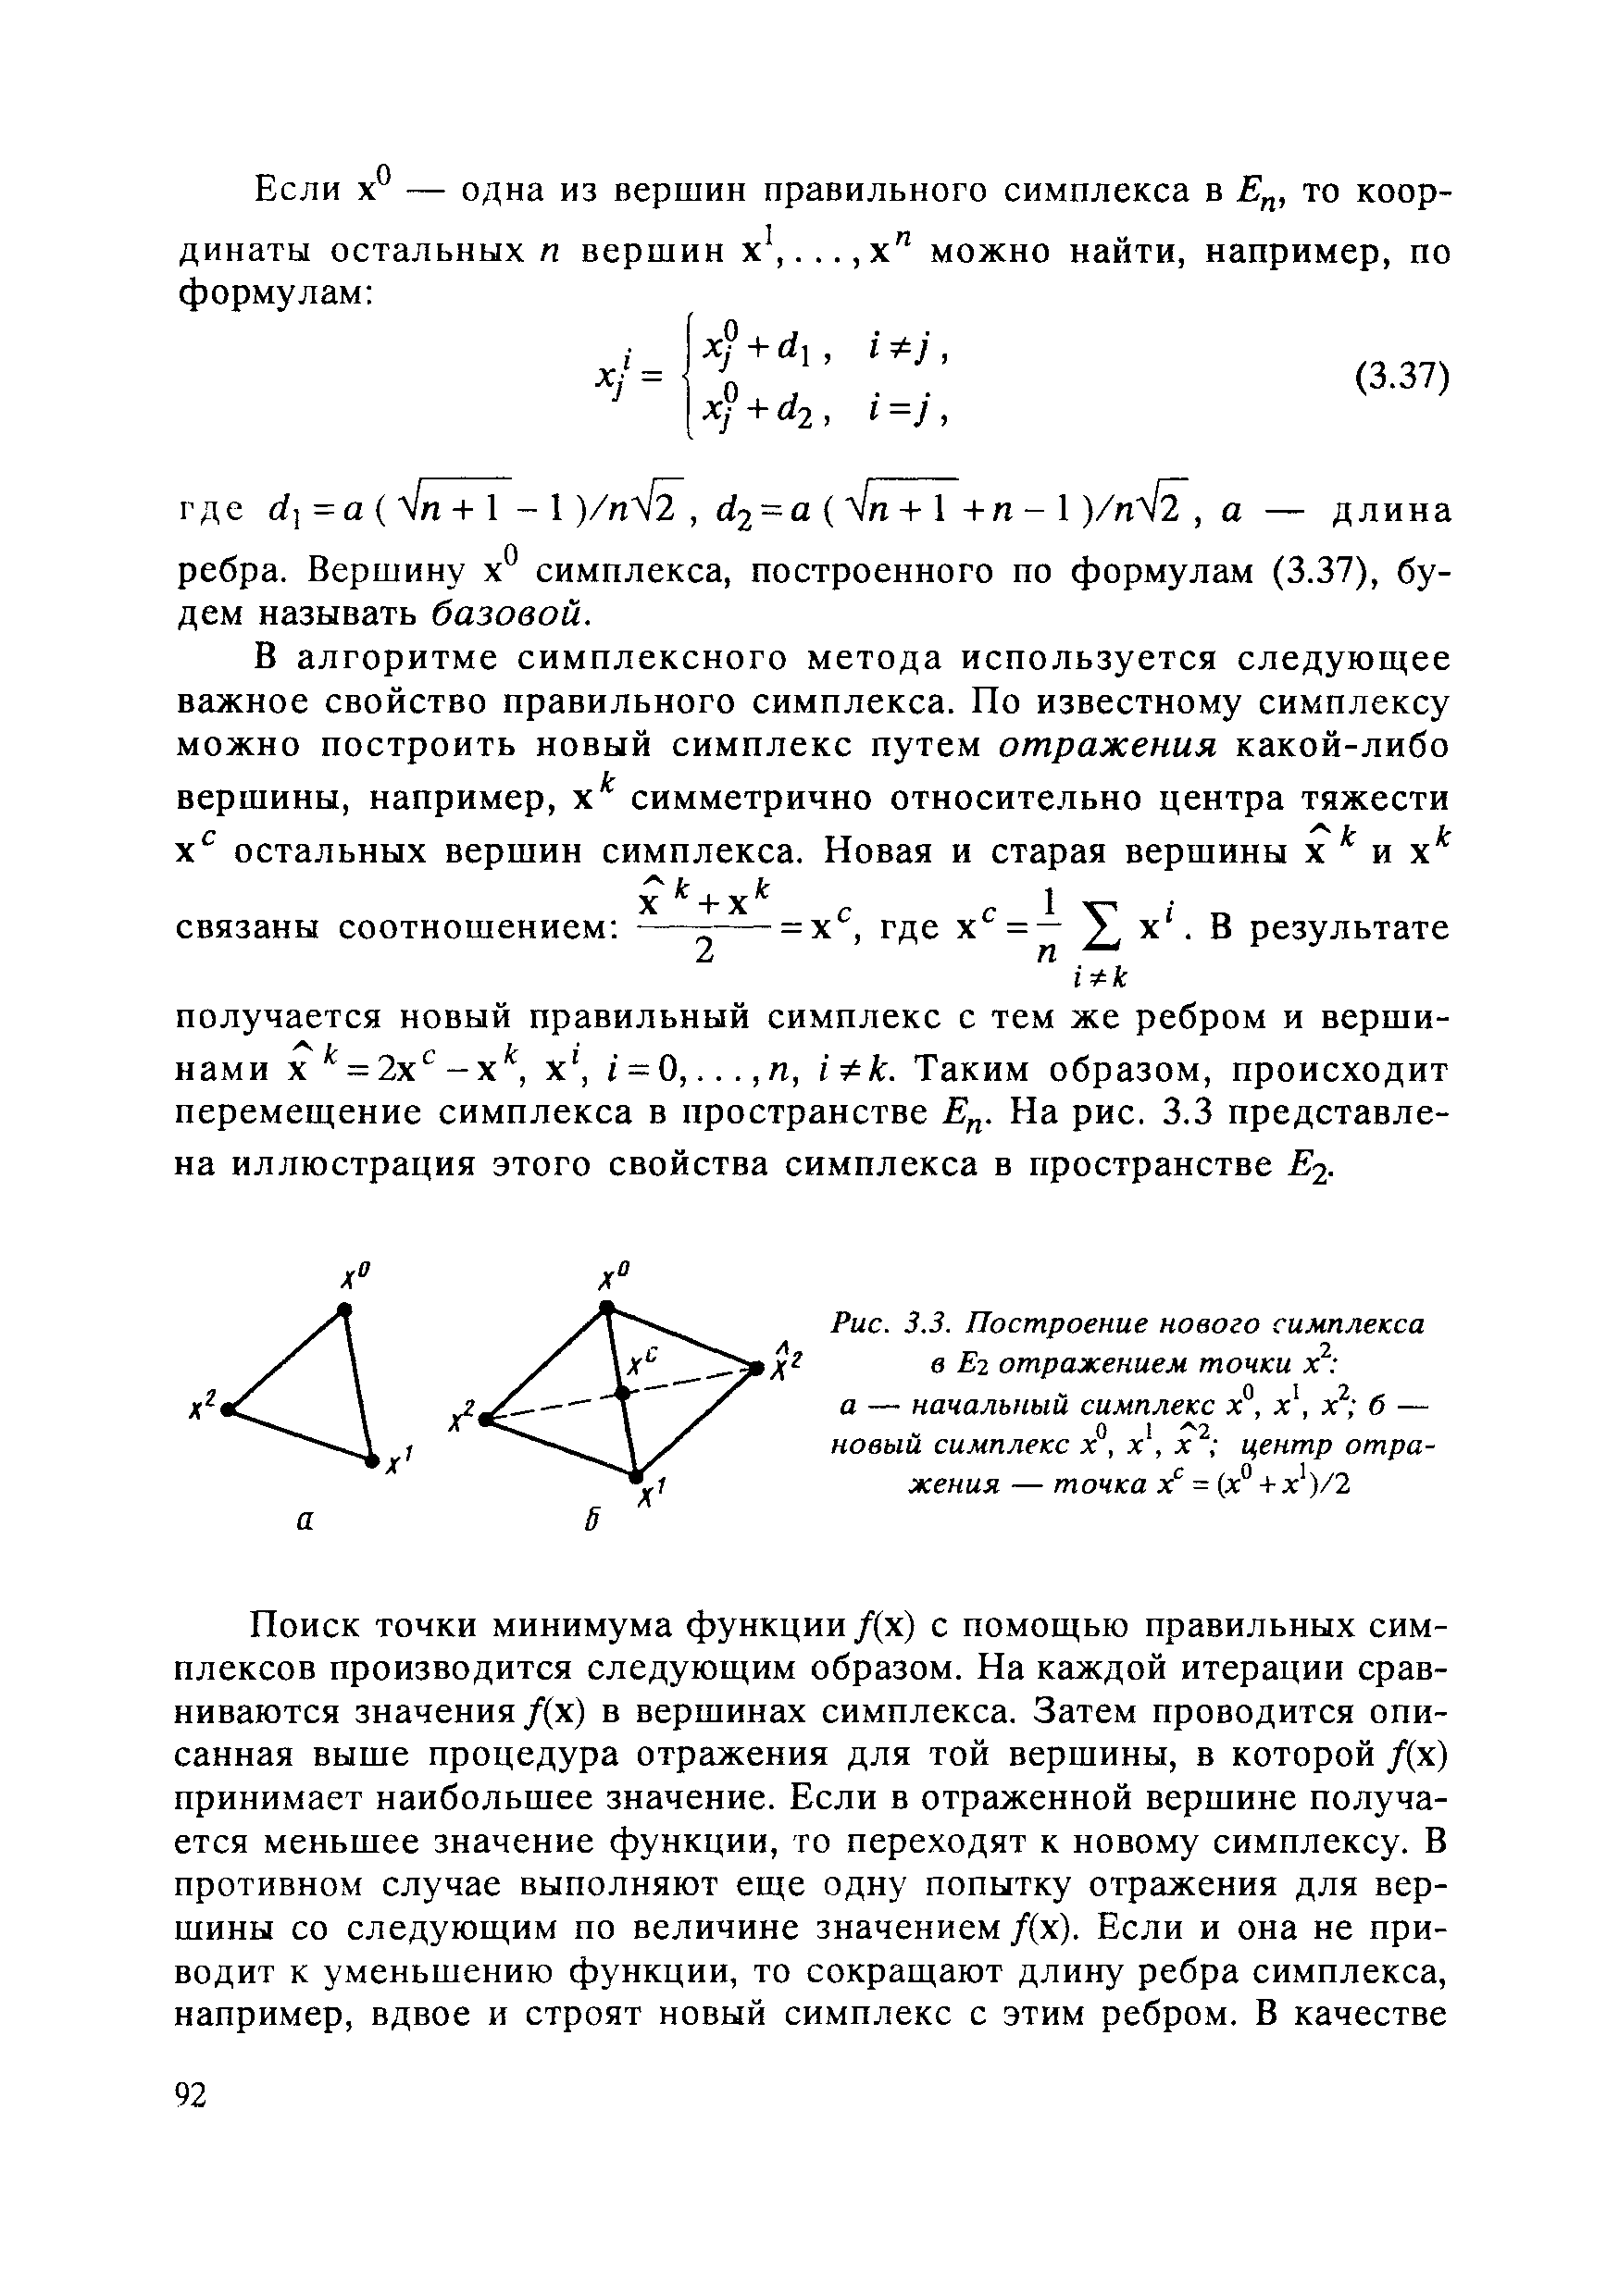 Если x⁰ — одна из вершин правильного симплекса в Eₙ, то коор-
динаты остальных n вершин x¹,...,xⁿ можно найти, например, по
формулам:
xⱼⁱ = { xⱼ⁰ + d₁ , i ≠ j ,
xⱼ⁰ + d₂ , i = j ,
(3.37)
где d₁ = a ( √(n + 1) − 1 )/n√2 , d₂ = a ( √(n + 1) + n − 1 )/n√2 , a — длина
ребра. Вершину x⁰ симплекса, построенного по формулам (3.37), бу-
дем называть базовой.
В алгоритме симплексного метода используется следующее
важное свойство правильного симплекса. По известному симплексу
можно построить новый симплекс путем отражения какой-либо
вершины, например, xᵏ симметрично относительно центра тяжести
xᶜ остальных вершин симплекса. Новая и старая вершины x̂ᵏ и xᵏ
связаны соотношением: (x̂ᵏ + xᵏ)/2 = xᶜ, где xᶜ = 1/n ∑ i≠k xⁱ. В результате
получается новый правильный симплекс с тем же ребром и верши-
нами x̂ᵏ = 2xᶜ − xᵏ, xⁱ, i = 0,...,n, i ≠ k. Таким образом, происходит
перемещение симплекса в пространстве Eₙ. На рис. 3.3 представле-
на иллюстрация этого свойства симплекса в пространстве E₂.
x⁰
x²
x¹
а
x⁰
xᶜ
x̂²
x²
x¹
б
Рис. 3.3. Построение нового симплекса
в E₂ отражением точки x²:
а — начальный симплекс x⁰, x¹, x²; б —
новый симплекс x⁰, x¹, x̂²; центр отра-
жения — точка xᶜ = (x⁰ + x¹)/2
Поиск точки минимума функции f(x) с помощью правильных сим-
плексов производится следующим образом. На каждой итерации срав-
ниваются значения f(x) в вершинах симплекса. Затем проводится опи-
санная выше процедура отражения для той вершины, в которой f(x)
принимает наибольшее значение. Если в отраженной вершине получа-
ется меньшее значение функции, то переходят к новому симплексу. В
противном случае выполняют еще одну попытку отражения для вер-
шины со следующим по величине значением f(x). Если и она не при-
водит к уменьшению функции, то сокращают длину ребра симплекса,
например, вдвое и строят новый симплекс с этим ребром. В качестве
92